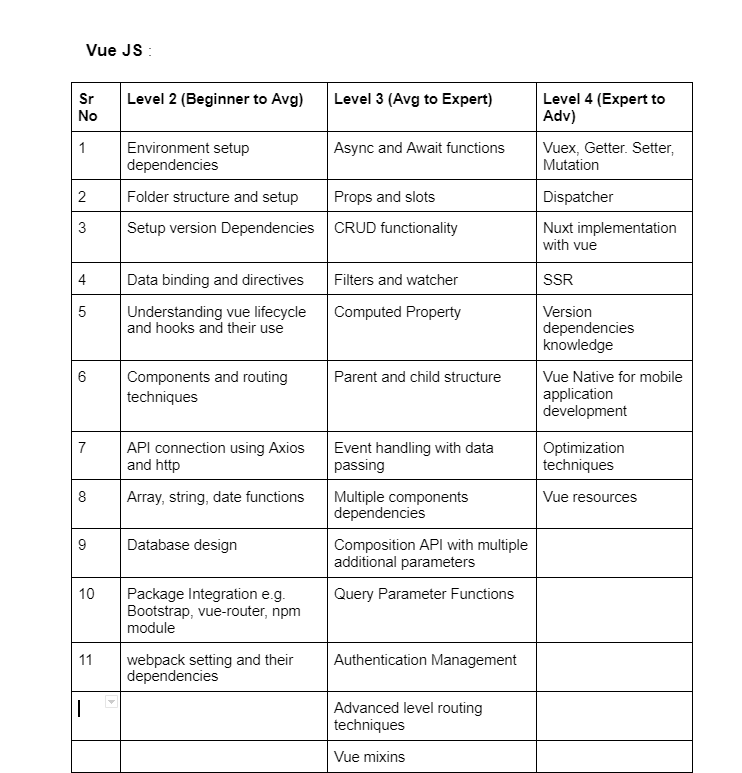 Vue JS :
Sr No | Level 2 (Beginner to Avg) | Level 3 (Avg to Expert) | Level 4 (Expert to Adv)
1 | Environment setup dependencies | Async and Await functions | Vuex, Getter. Setter, Mutation
2 | Folder structure and setup | Props and slots | Dispatcher
3 | Setup version Dependencies | CRUD functionality | Nuxt implementation with vue
4 | Data binding and directives | Filters and watcher | SSR
5 | Understanding vue lifecycle and hooks and their use | Computed Property | Version dependencies knowledge
6 | Components and routing techniques | Parent and child structure | Vue Native for mobile application development
7 | API connection using Axios and http | Event handling with data passing | Optimization techniques
8 | Array, string, date functions | Multiple components dependencies | Vue resources
9 | Database design | Composition API with multiple additional parameters
10 | Package Integration e.g. Bootstrap, vue-router, npm module | Query Parameter Functions
11 | webpack setting and their dependencies | Authentication Management
Advanced level routing techniques
Vue mixins